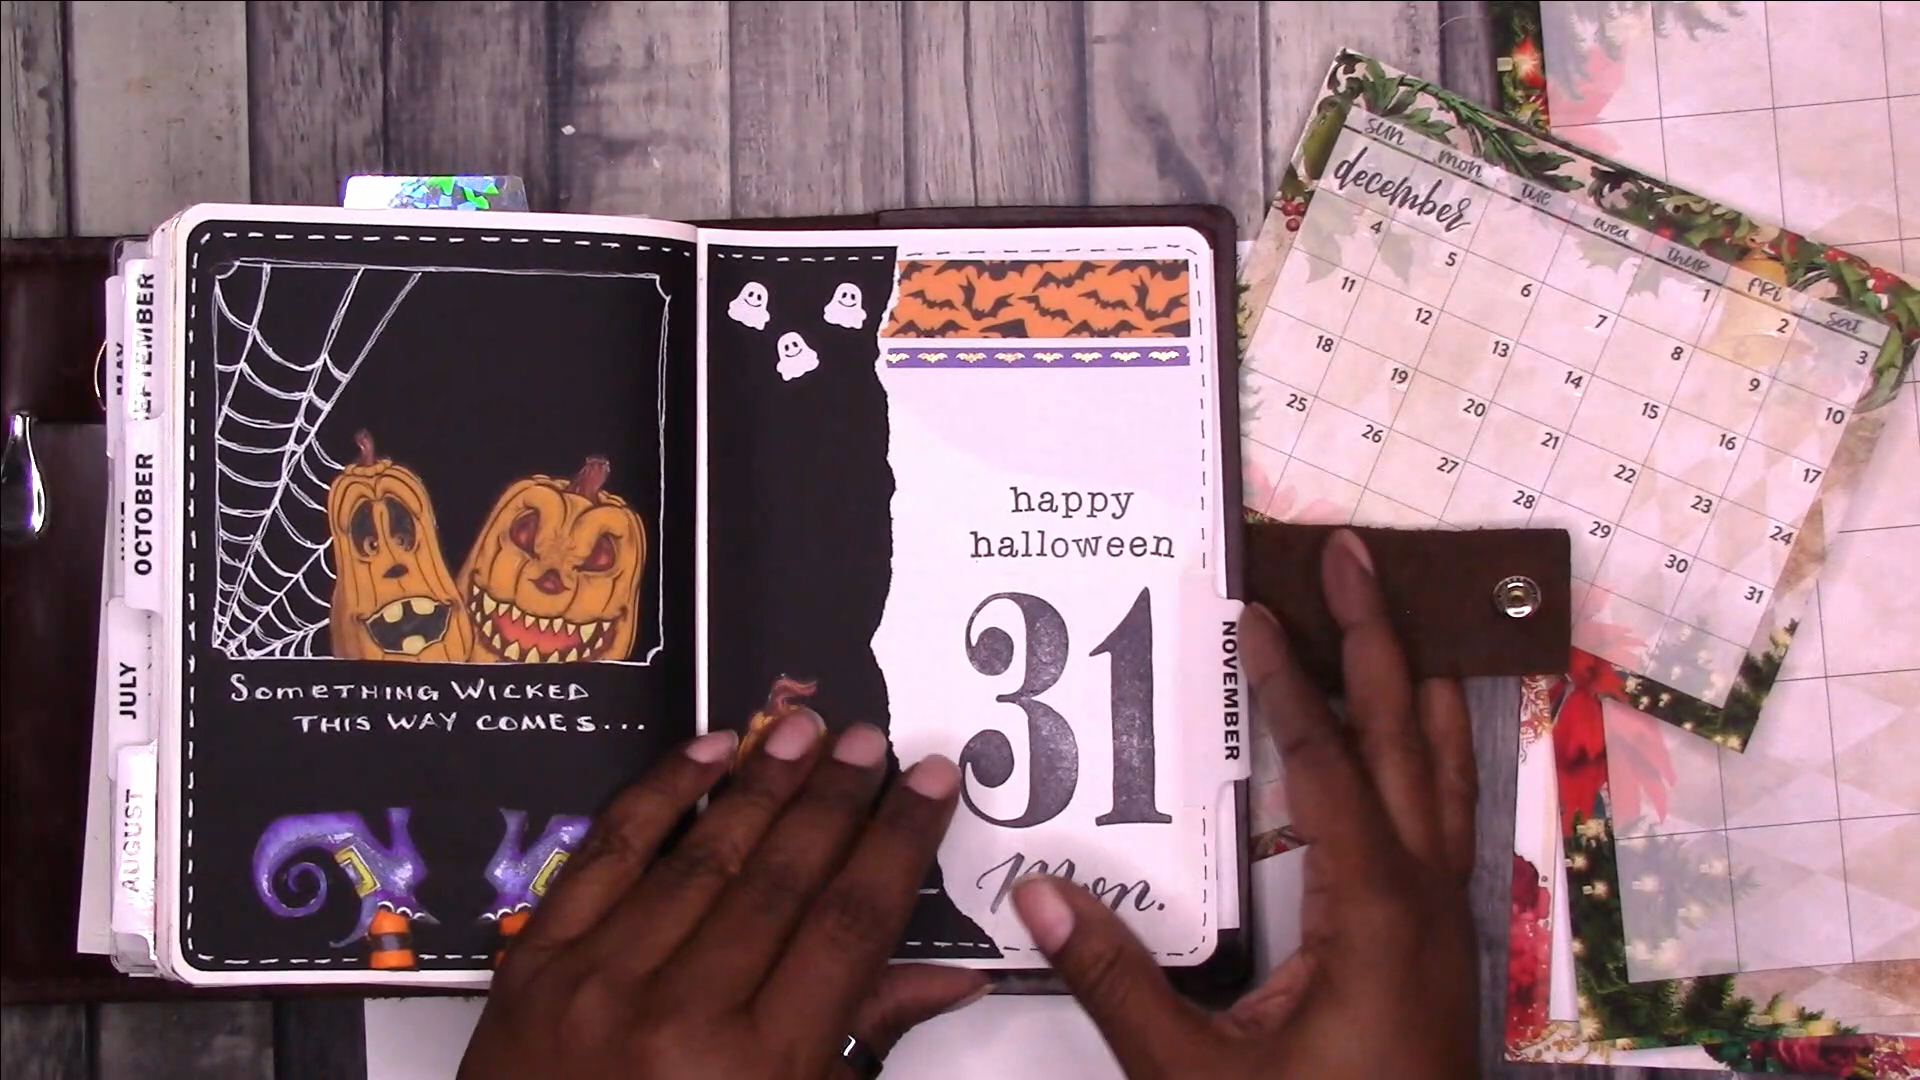 MAY
SEPTEMBER
OCTOBER
JULY
AUGUST
SOMETHING WICKED
THIS WAY COMES...
happy
halloween
31
Mon.
NOVEMBER
sun mon tue wed thur FRI sat
december
1 2 3
4 5 6 7 8 9 10
11 12 13 14 15 16 17
18 19 20 21 22 23 24
25 26 27 28 29 30 31